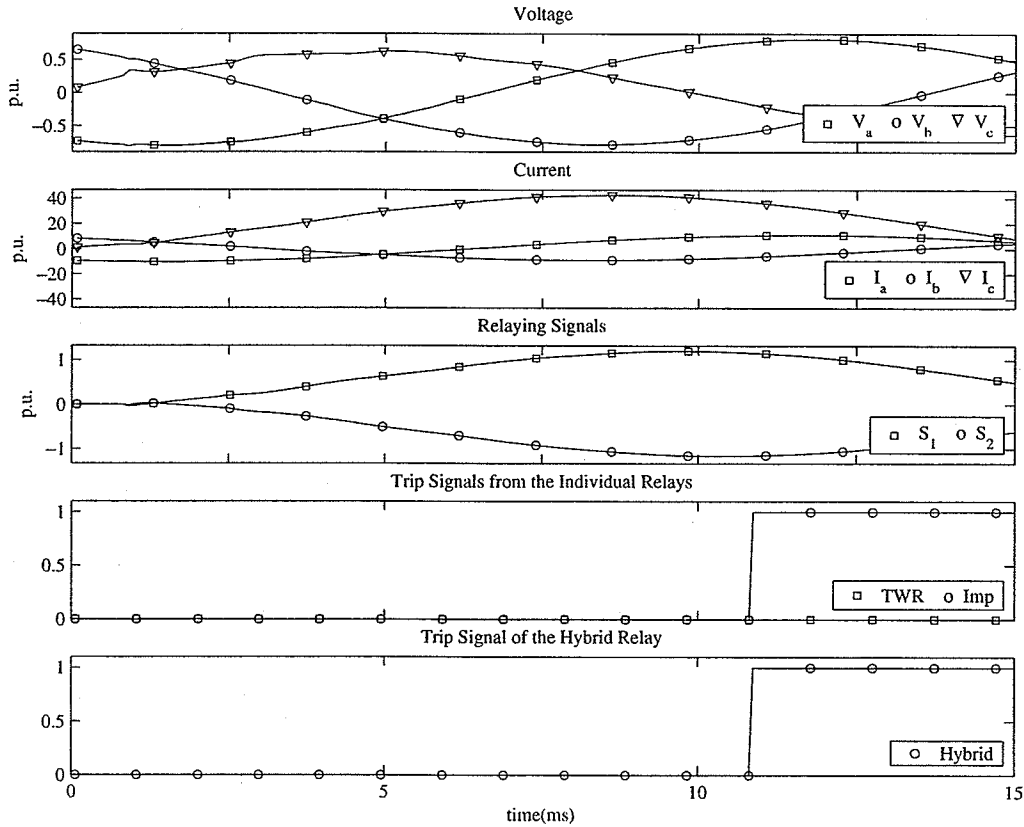 Voltage
p.u.
0.5
0
−0.5
□ V_a o V_b ∇ V_c
Current
p.u.
40
20
0
−20
−40
□ I_a o I_b ∇ I_c
Relaying Signals
p.u.
1
0
−1
□ S_1 o S_2
Trip Signals from the Individual Relays
1
0.5
0
□ TWR o Imp
Trip Signal of the Hybrid Relay
1
0.5
0
o Hybrid
0 5 10 15
time(ms)